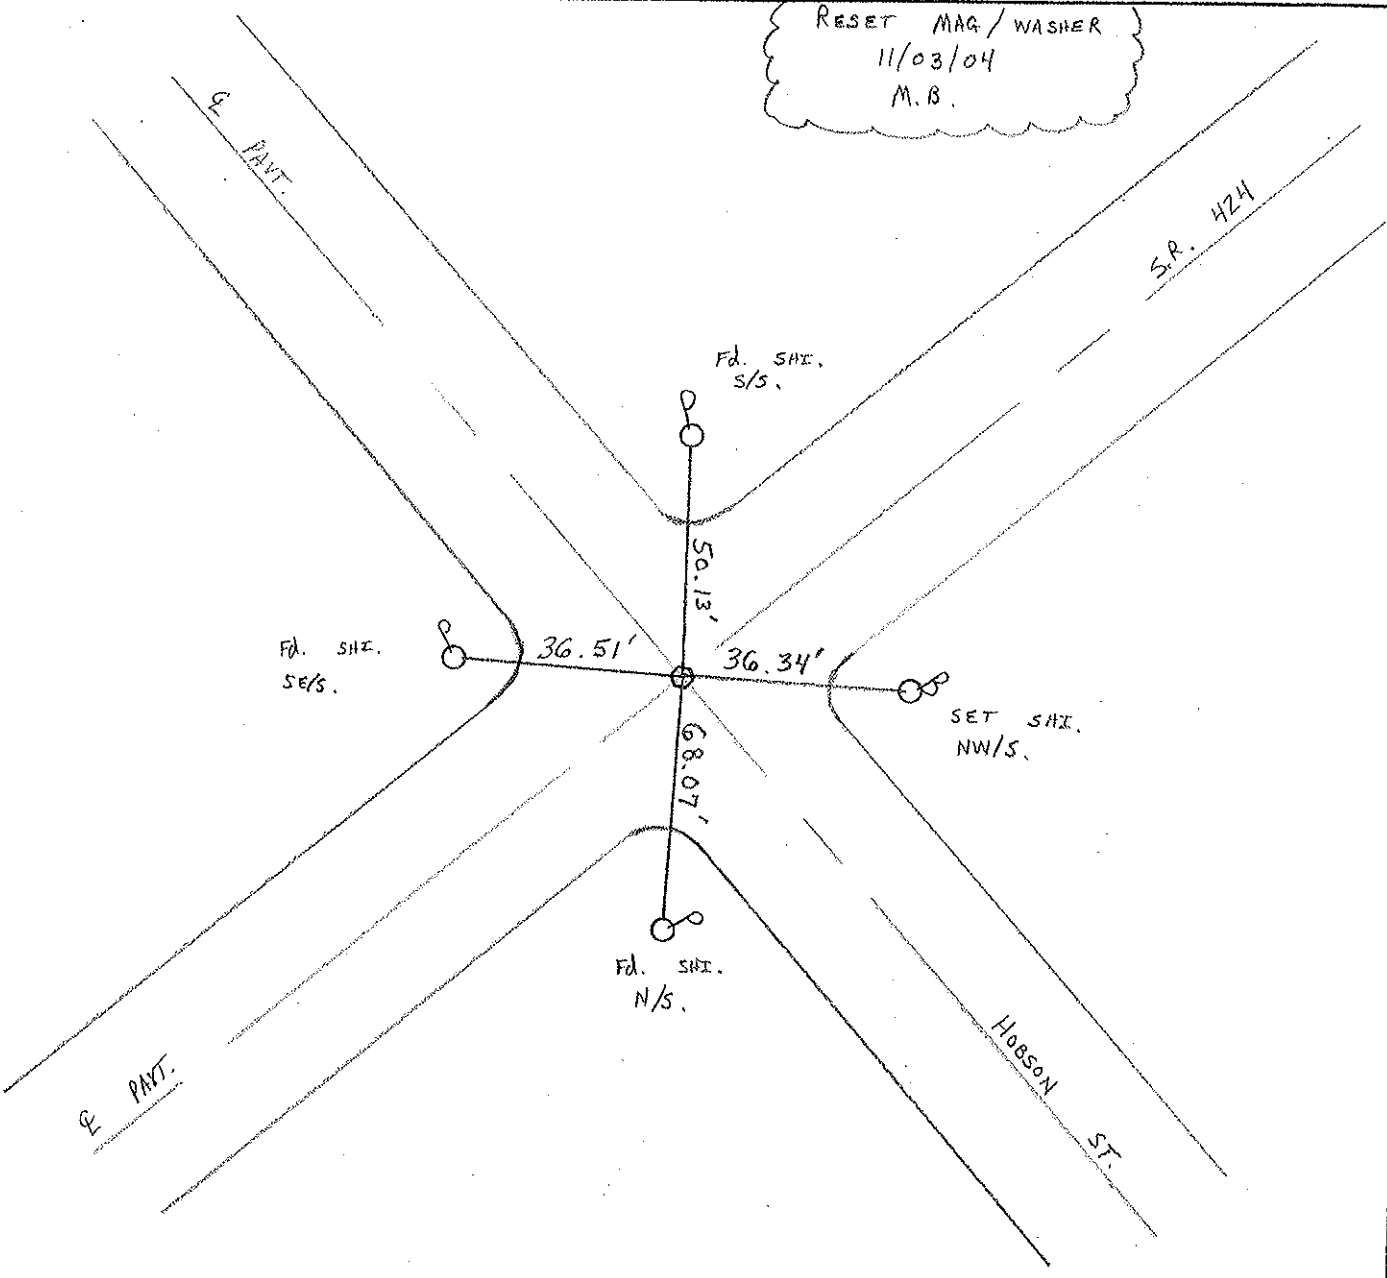 RESET MAG / WASHER
11/03/04
M.B.
℄ PAVT.
S.R. 424
Fd. SHI.
S/S.
50.13'
Fd. SHI.
SE/S.
36.51'
36.34'
SET SHI.
NW/S.
68.07'
Fd. SHI.
N/S.
℄ PAVT.
HOBSON ST.